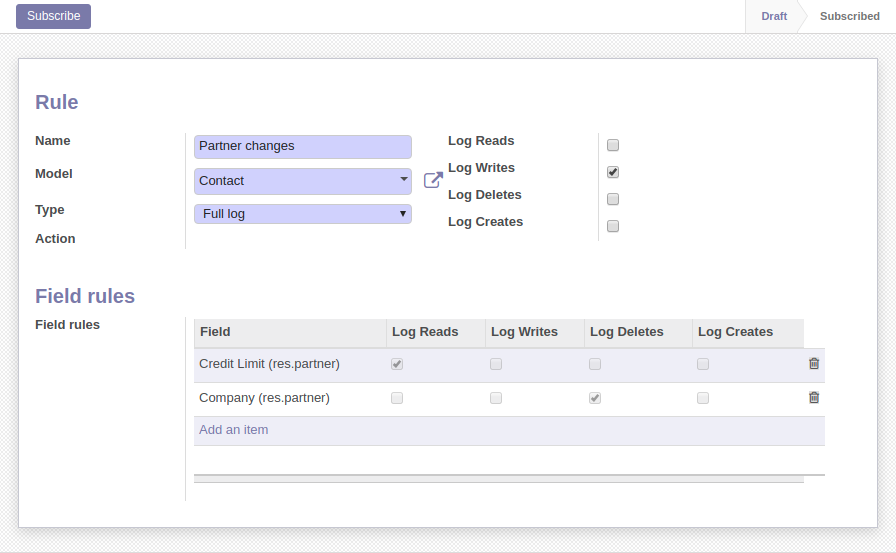 Subscribe
Draft
Subscribed
Rule
Name
Partner changes
Model
Contact
Type
Full log
Action
Log Reads
Log Writes
Log Deletes
Log Creates
Field rules
Field rules
Field Log Reads Log Writes Log Deletes Log Creates
Credit Limit (res.partner)
Company (res.partner)
Add an item